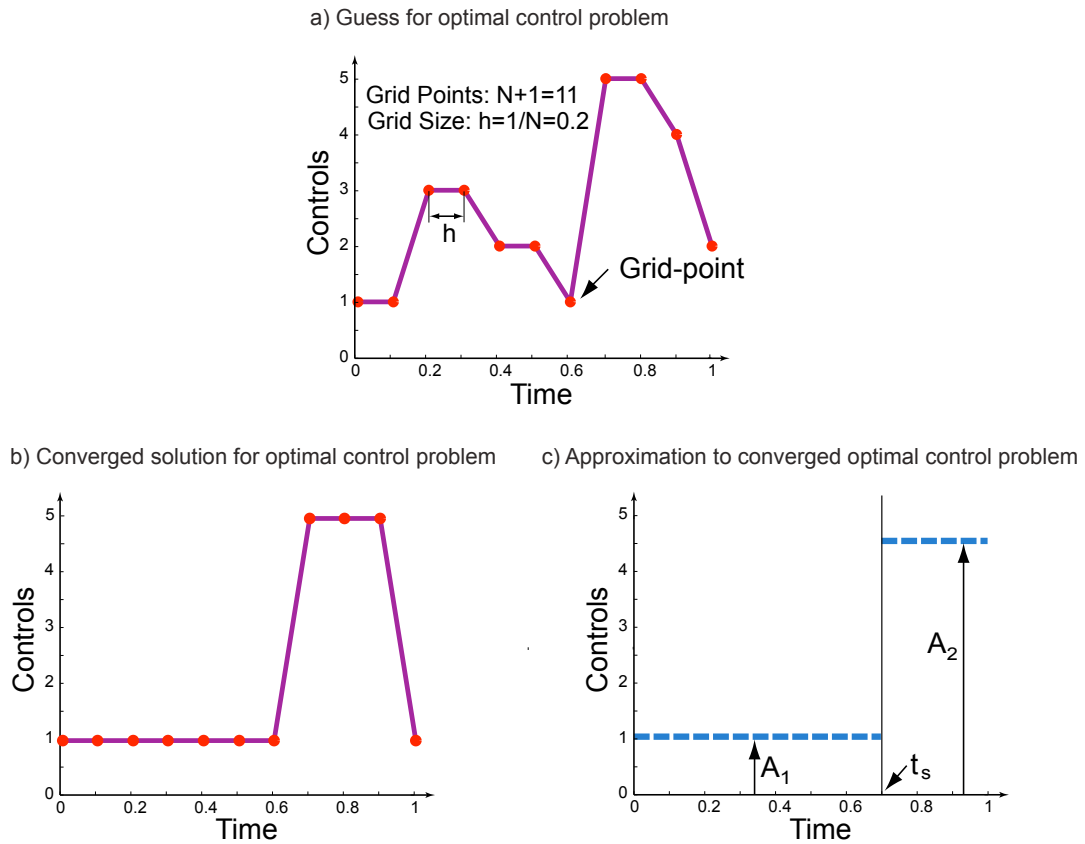 a) Guess for optimal control problem
5
4
3
2
1
0
Controls
Grid Points: N+1=11
Grid Size: h=1/N=0.2
h
Grid-point
0
0.2
0.4
0.6
0.8
1
Time
b) Converged solution for optimal control problem
5
4
3
2
1
0
Controls
0
0.2
0.4
0.6
0.8
1
Time
c) Approximation to converged optimal control problem
5
4
3
2
1
0
Controls
A₁
A₂
tₛ
0
0.2
0.4
0.6
0.8
1
Time